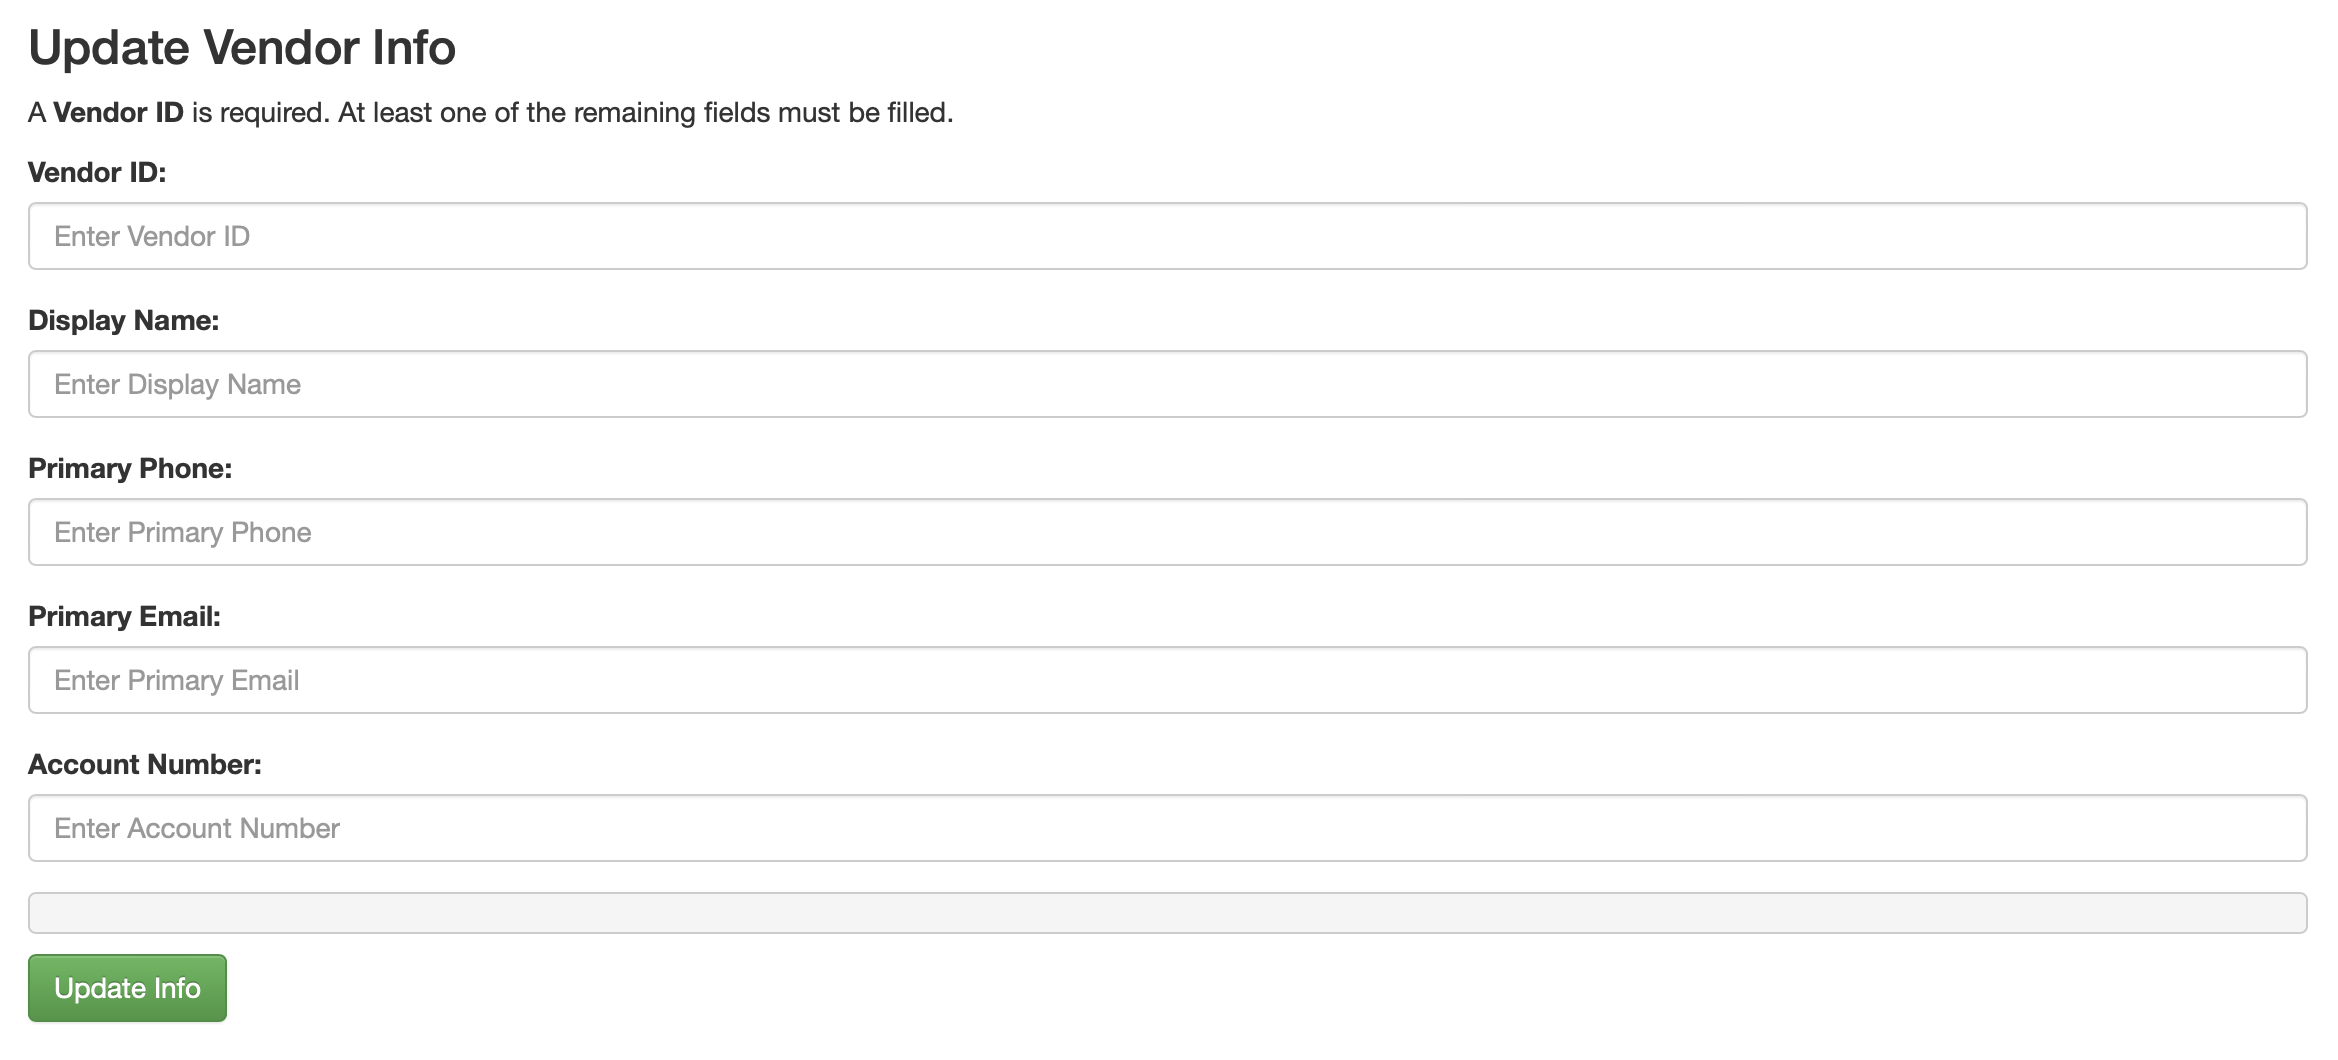 Update Vendor Info
A Vendor ID is required. At least one of the remaining fields must be filled.
Vendor ID:
Enter Vendor ID
Display Name:
Enter Display Name
Primary Phone:
Enter Primary Phone
Primary Email:
Enter Primary Email
Account Number:
Enter Account Number
Update Info